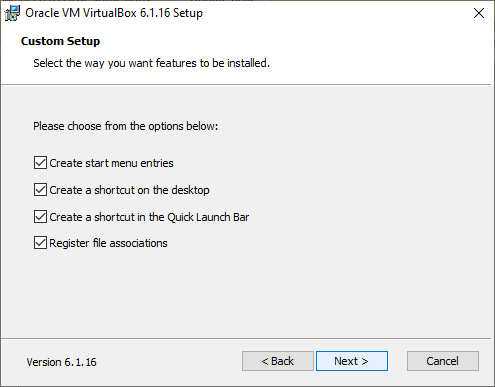 Oracle VM VirtualBox 6.1.16 Setup
Custom Setup
Select the way you want features to be installed.
Please choose from the options below:
Create start menu entries
Create a shortcut on the desktop
Create a shortcut in the Quick Launch Bar
Register file associations
Version 6.1.16
< Back
Next >
Cancel